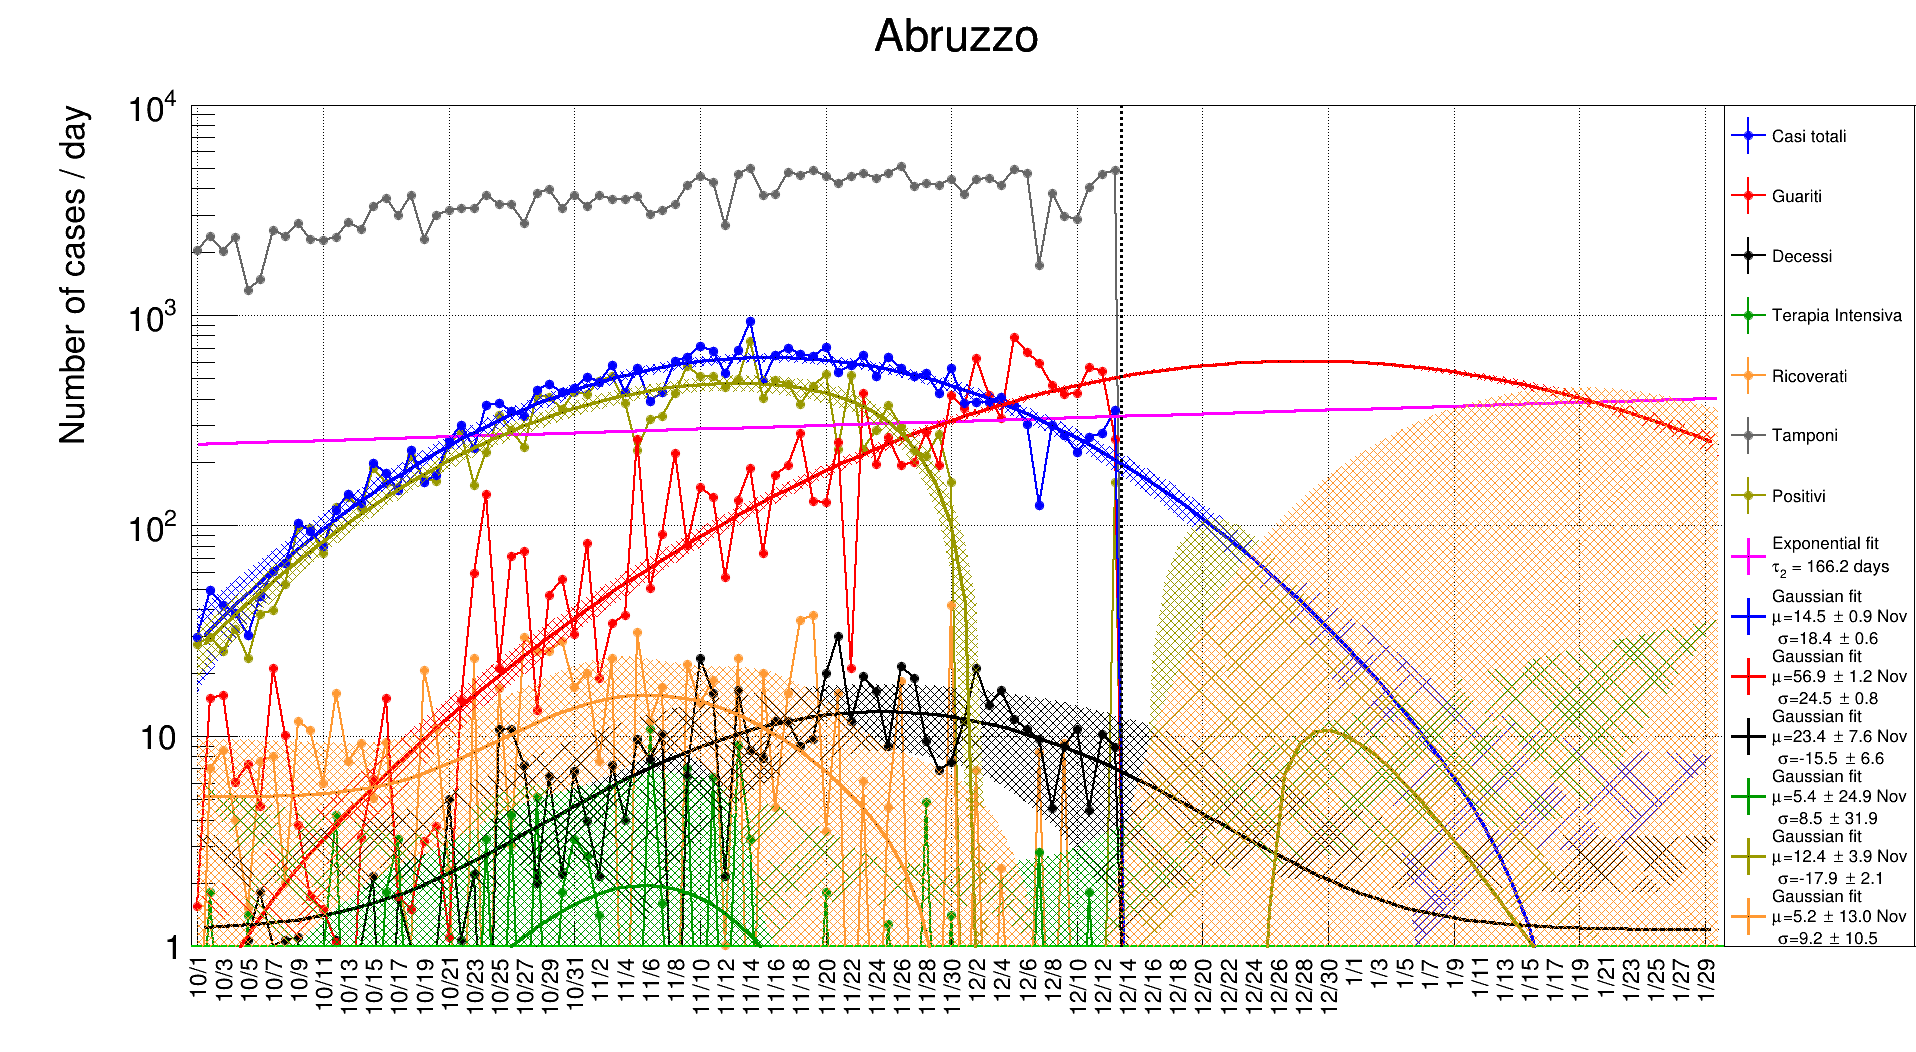 Abruzzo
Number of cases / day
10⁴
10³
10²
10
1
10/1
10/3
10/5
10/7
10/9
10/11
10/13
10/15
10/17
10/19
10/21
10/23
10/25
10/27
10/29
10/31
11/2
11/4
11/6
11/8
11/10
11/12
11/14
11/16
11/18
11/20
11/22
11/24
11/26
11/28
11/30
12/2
12/4
12/6
12/8
12/10
12/12
12/14
12/16
12/18
12/20
12/22
12/24
12/26
12/28
12/30
1/1
1/3
1/5
1/7
1/9
1/11
1/13
1/15
1/17
1/19
1/21
1/23
1/25
1/27
1/29
Casi totali
Guariti
Decessi
Terapia Intensiva
Ricoverati
Tamponi
Positivi
Exponential fit
τ₂ = 166.2 days
Gaussian fit
μ=14.5 ± 0.9 Nov
σ=18.4 ± 0.6
Gaussian fit
μ=56.9 ± 1.2 Nov
σ=24.5 ± 0.8
Gaussian fit
μ=23.4 ± 7.6 Nov
σ=-15.5 ± 6.6
Gaussian fit
μ=5.4 ± 24.9 Nov
σ=8.5 ± 31.9
Gaussian fit
μ=12.4 ± 3.9 Nov
σ=-17.9 ± 2.1
Gaussian fit
μ=5.2 ± 13.0 Nov
σ=9.2 ± 10.5